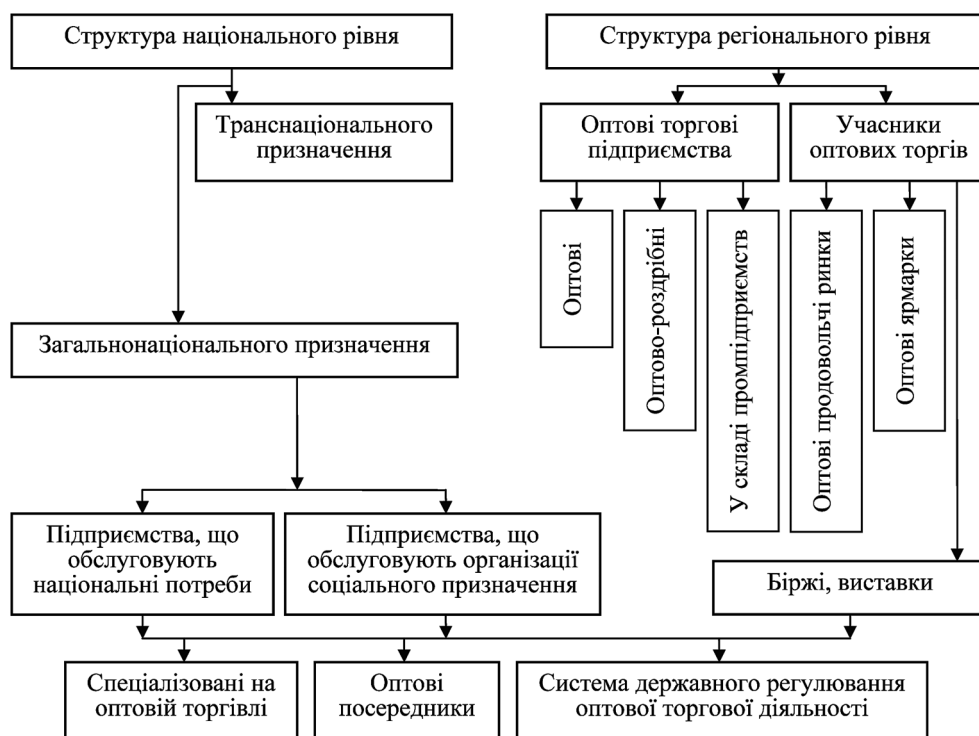 Структура національного рівня
Структура регіонального рівня
Транснаціонального
призначення
Оптові торгові
підприємства
Учасники
оптових торгів
Оптові
Оптово-роздрібні
У складі промпідприємств
Оптові продовольчі ринки
Оптові ярмарки
Загальнонаціонального призначення
Підприємства, що
обслуговують
національні потреби
Підприємства, що
обслуговують організації
соціального призначення
Біржі, виставки
Спеціалізовані на
оптовій торгівлі
Оптові
посередники
Система державного регулювання
оптової торгової діяльності